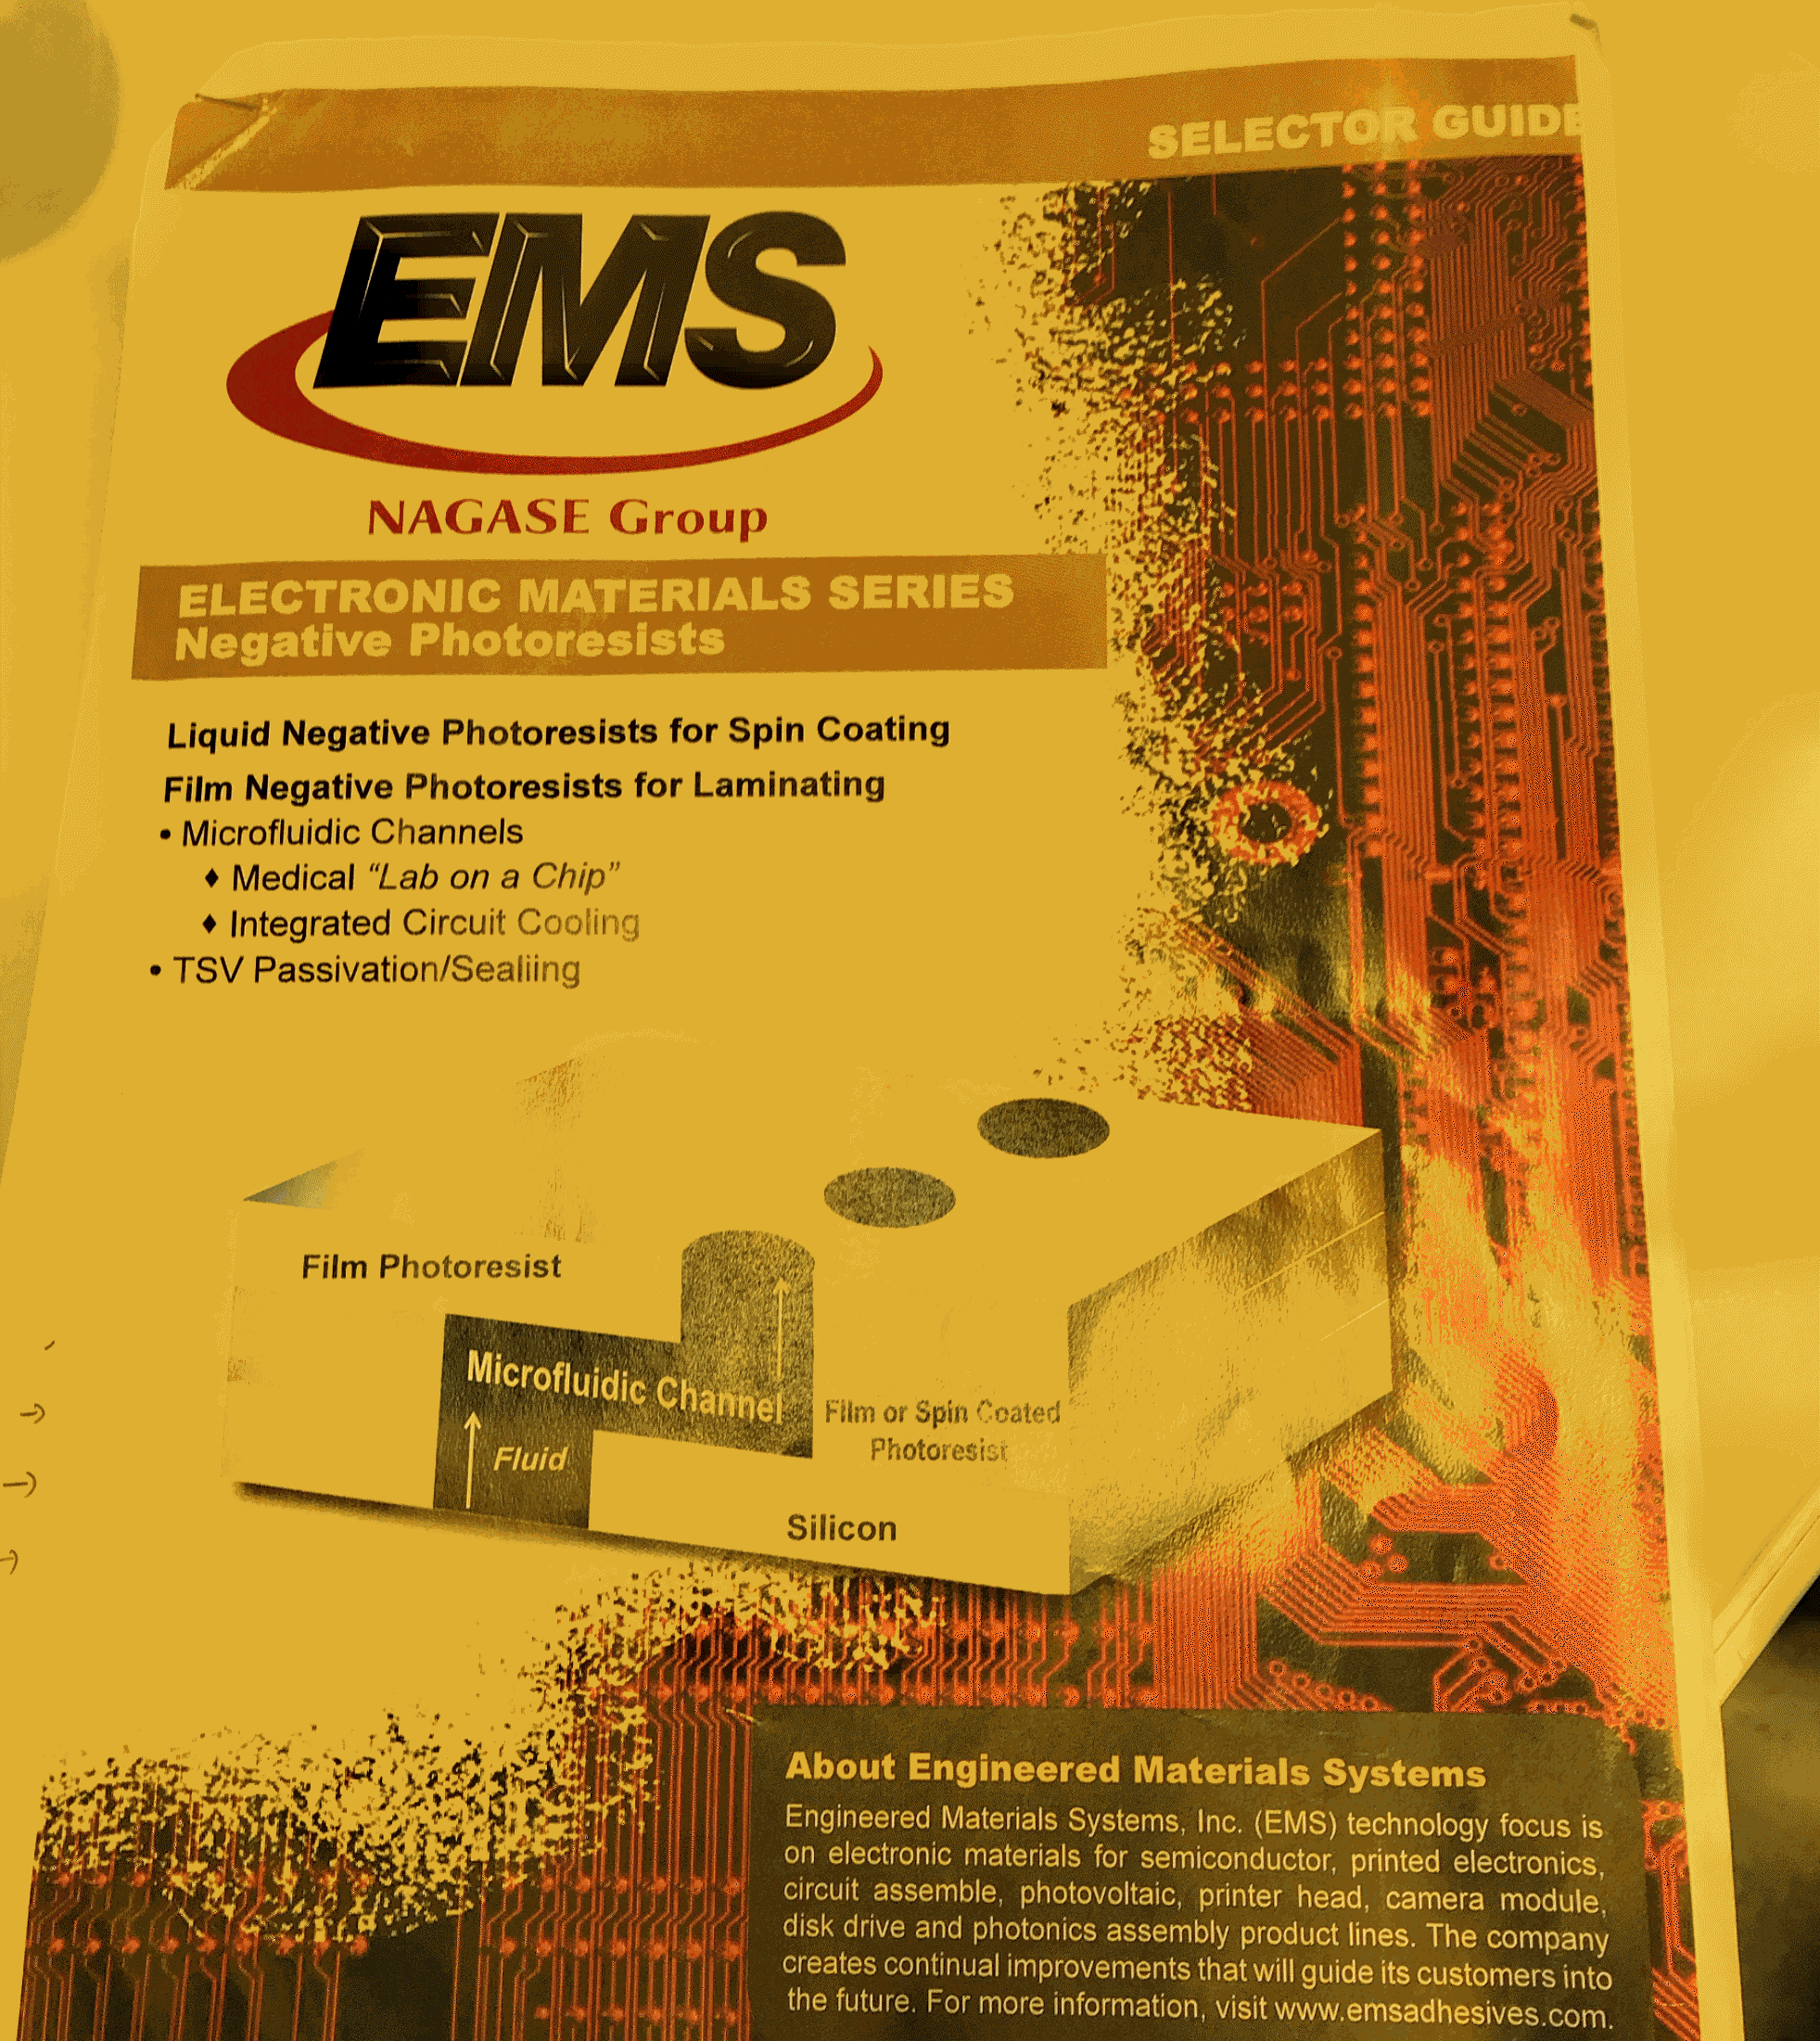 SELECTOR GUIDE
EMS
NAGASE Group
ELECTRONIC MATERIALS SERIES
Negative Photoresists
Liquid Negative Photoresists for Spin Coating
Film Negative Photoresists for Laminating
• Microfluidic Channels
♦ Medical “Lab on a Chip”
♦ Integrated Circuit Cooling
• TSV Passivation/Sealiing
Film Photoresist
Microfluidic Channel
Fluid
Film or Spin Coated
Photoresist
Silicon
About Engineered Materials Systems
Engineered Materials Systems, Inc. (EMS) technology focus is
on electronic materials for semiconductor, printed electronics,
circuit assemble, photovoltaic, printer head, camera module,
disk drive and photonics assembly product lines. The company
creates continual improvements that will guide its customers into
the future. For more information, visit www.emsadhesives.com.